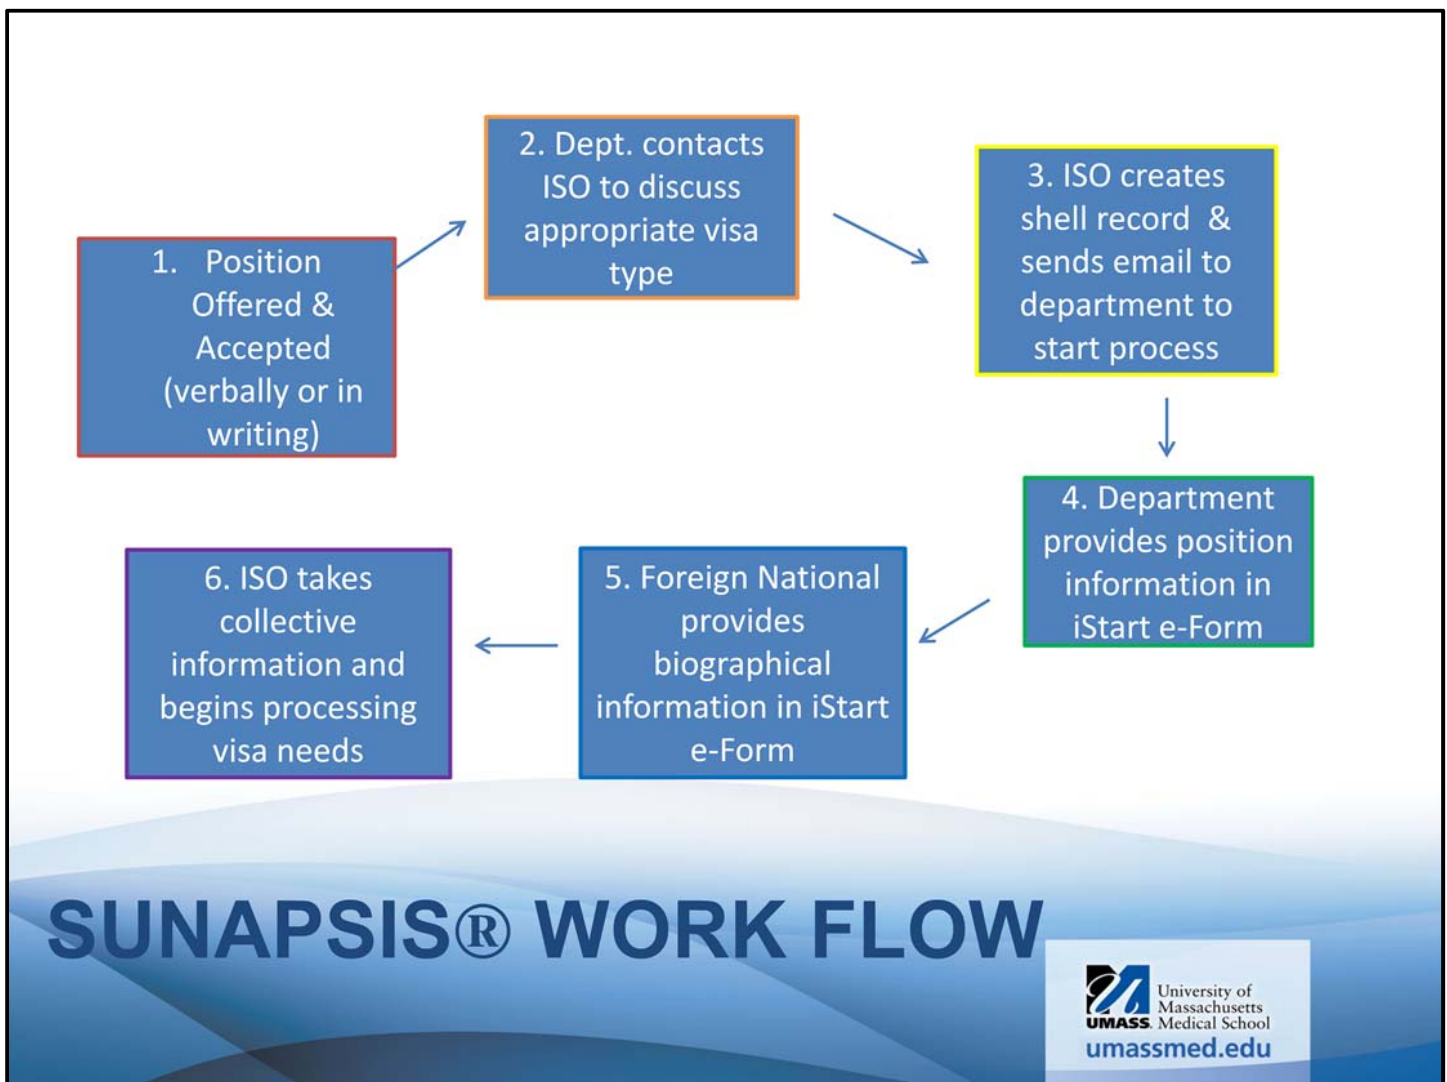 1. Position
Offered &
Accepted
(verbally or in
writing)
2. Dept. contacts
ISO to discuss
appropriate visa
type
3. ISO creates
shell record & 
sends email to
department to
start process
4. Department
provides position
information in
iStart e-Form
5. Foreign National
provides
biographical
information in iStart
e-Form
6. ISO takes
collective
information and
begins processing
visa needs
SUNAPSIS® WORK FLOW
UMASS
University of
Massachusetts
Medical School
umassmed.edu